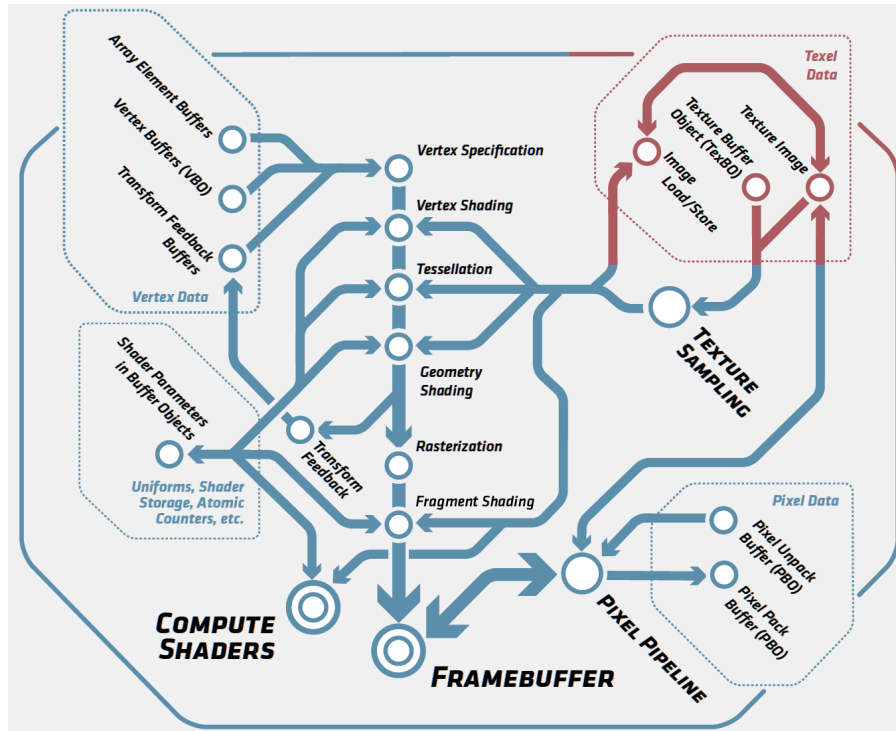 Array Element Buffers
Vertex Buffers (VBO)
Transform Feedback
Buffers
Vertex Data
Vertex Specification
Vertex Shading
Tessellation
Geometry
Shading
Rasterization
Fragment Shading
Transform
Feedback
Shader Parameters
in Buffer Objects
Uniforms, Shader
Storage, Atomic
Counters, etc.
Compute
Shaders
Framebuffer
Pixel Pipeline
Texture
Sampling
Texel
Data
Texture Image
Texture Buffer
Object (TexBO)
Image
Load/Store
Pixel Data
Pixel Unpack
Buffer (PBO)
Pixel Pack
Buffer (PBO)